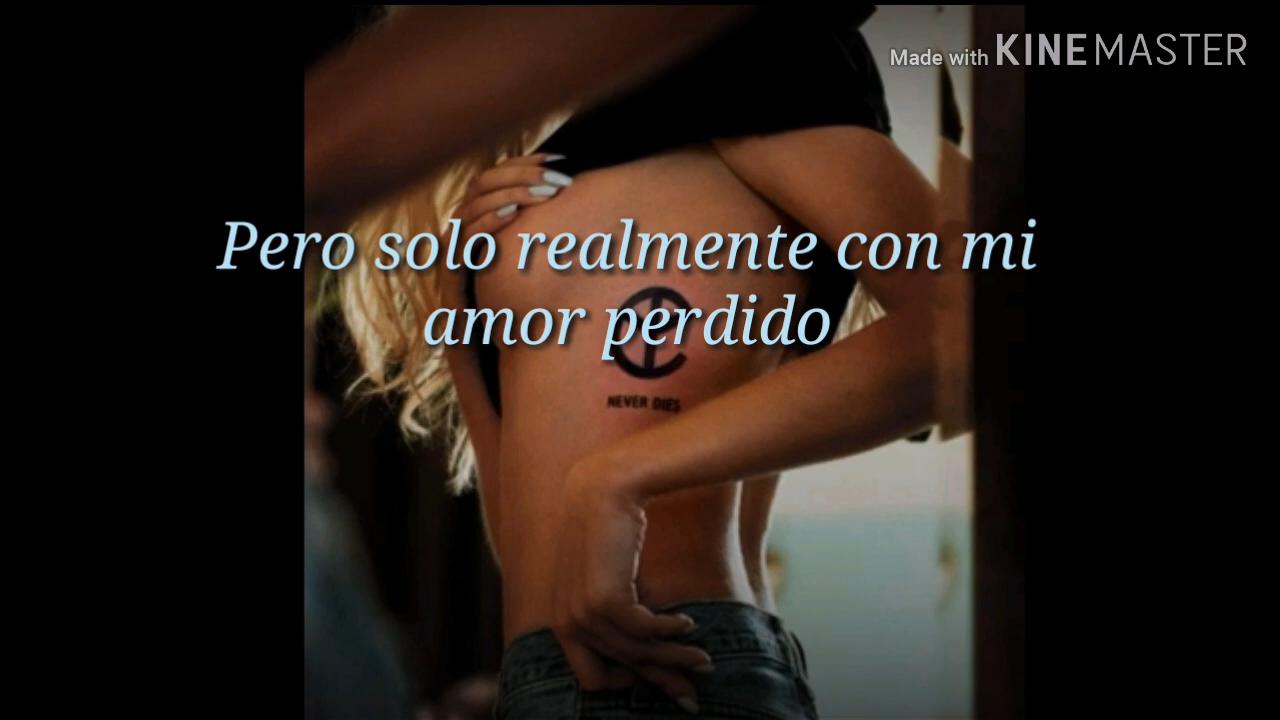 Made with KINEMASTER
Pero solo realmente con mi
amor perdido
NEVER DIES